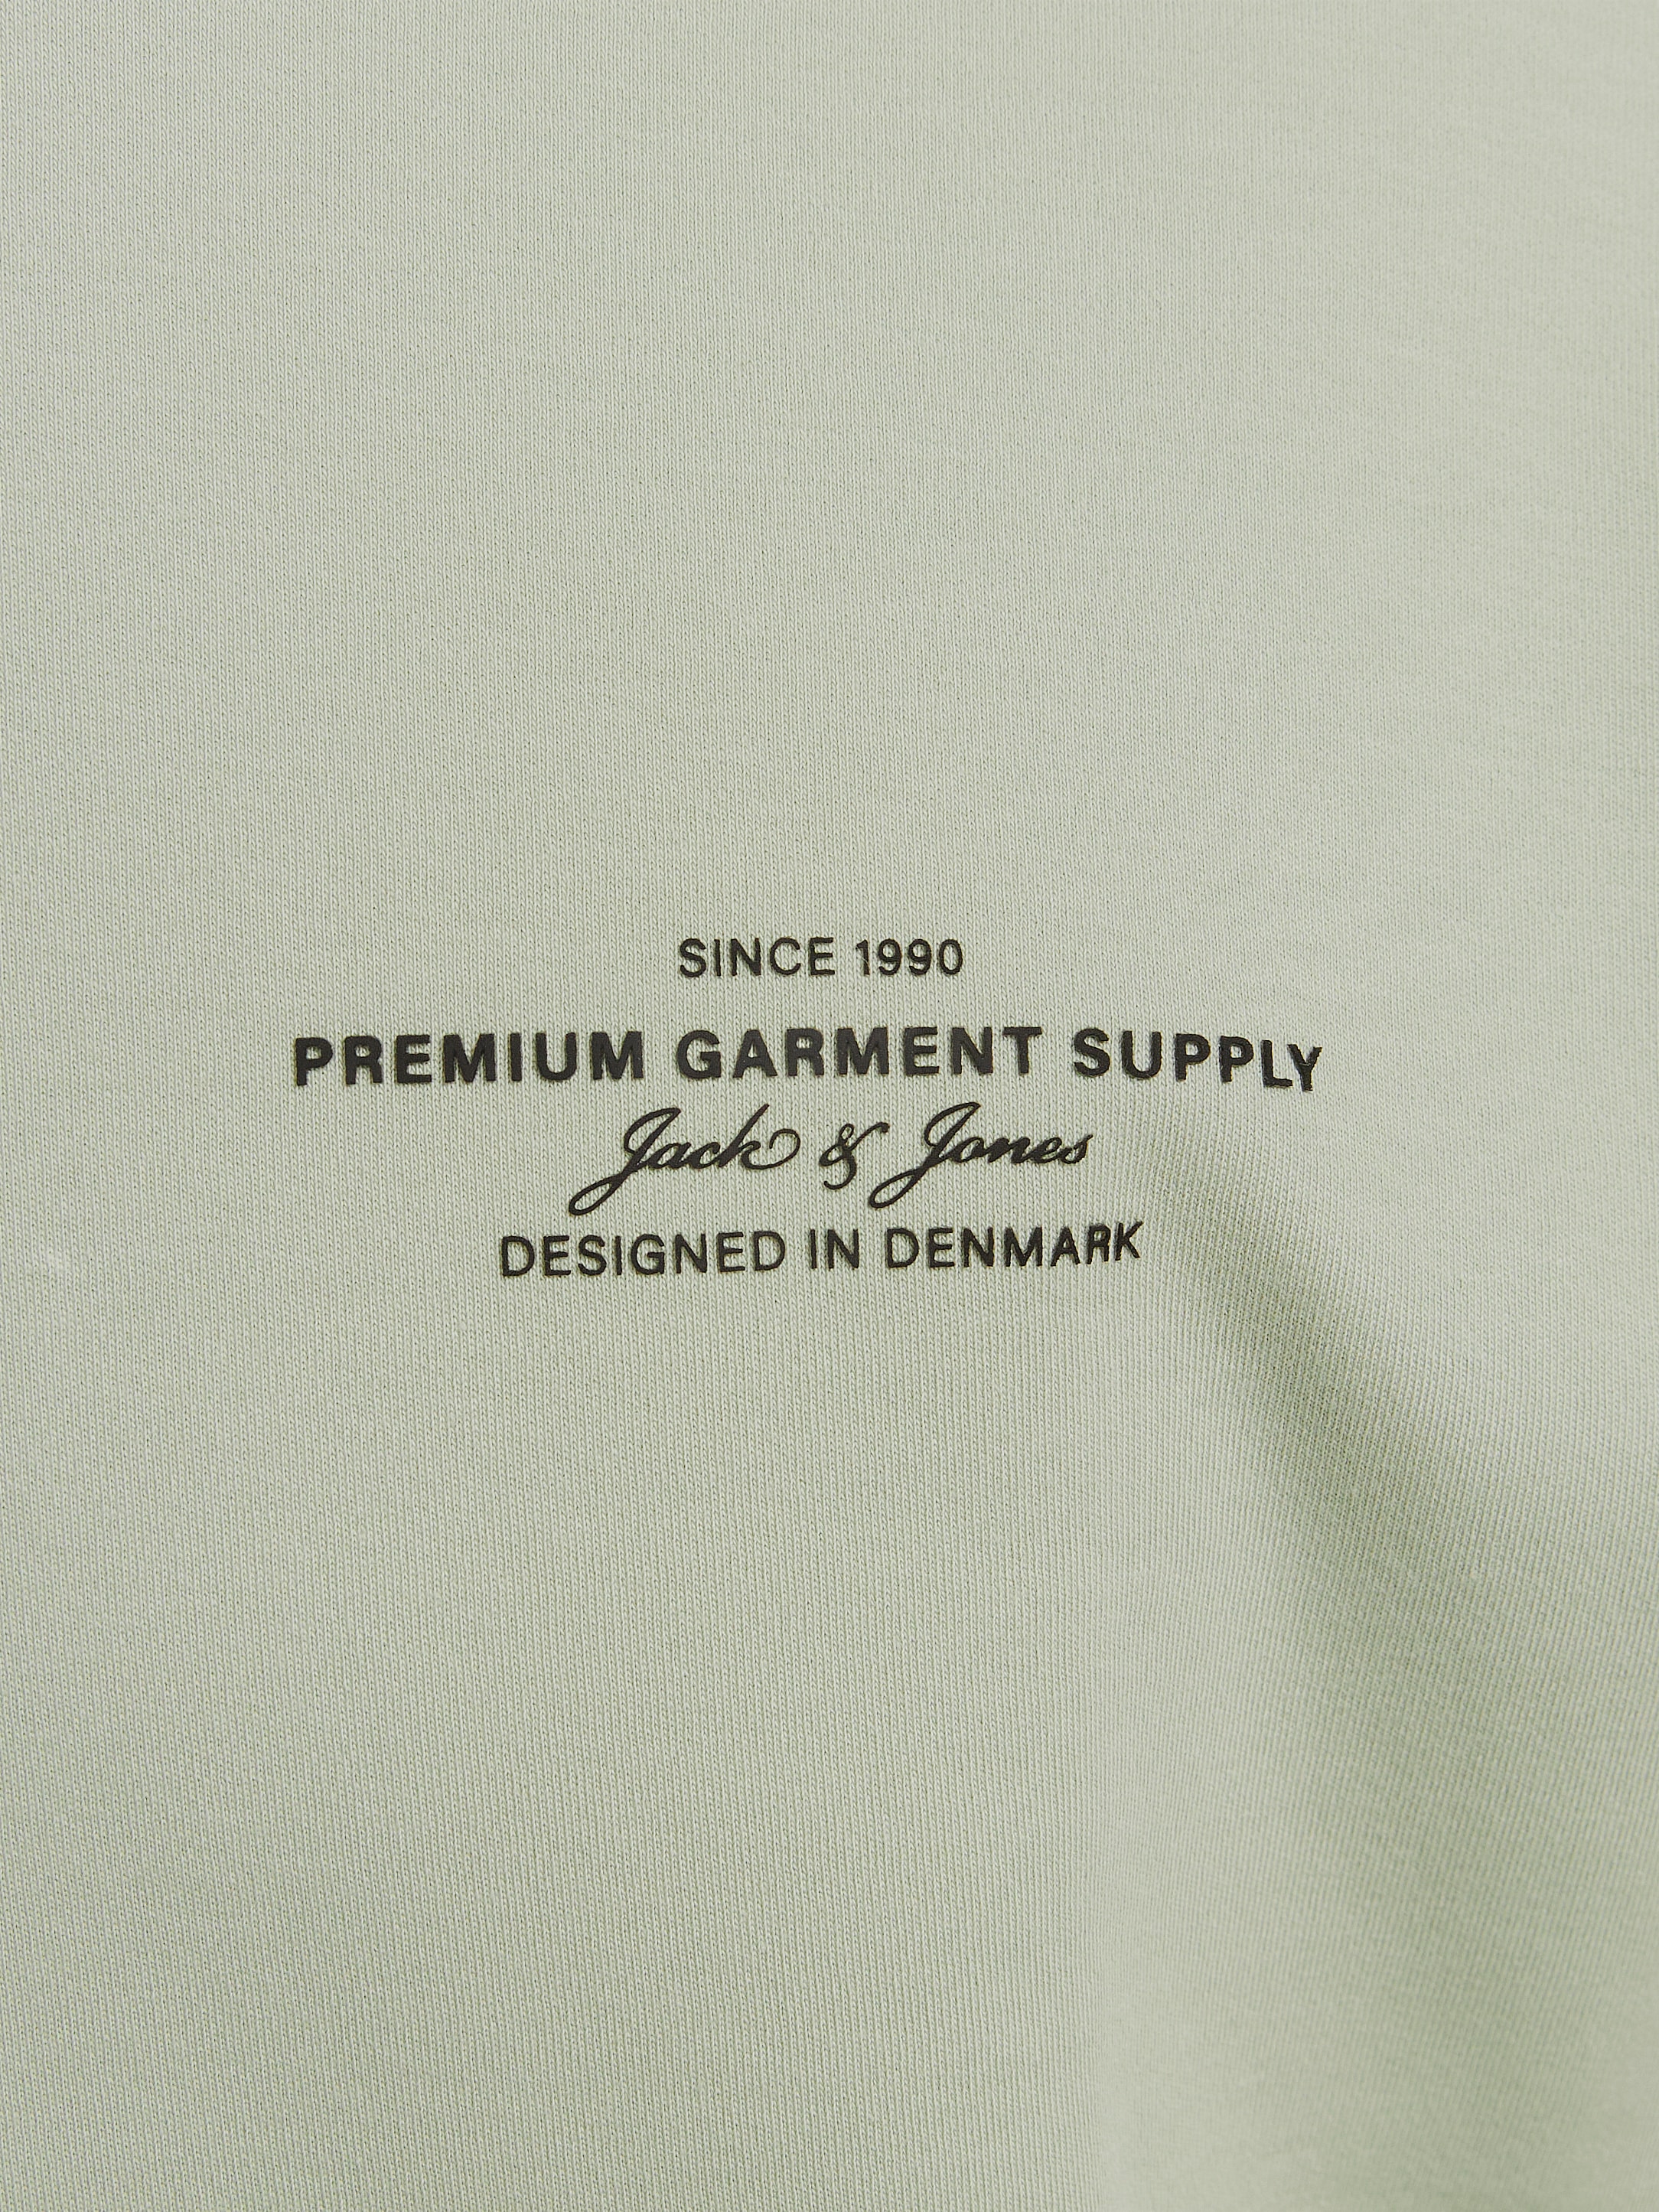 SINCE 1990
PREMIUM GARMENT SUPPLY
Jack & Jones
DESIGNED IN DENMARK